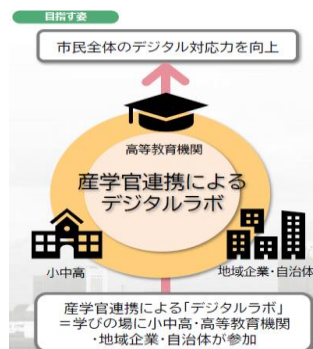 目指す姿
市民全体のデジタル対応力を向上
高等教育機関
産学官連携による
デジタルラボ
小中高
地域企業・自治体
産学官連携による「デジタルラボ」
＝学びの場に小中高・高等教育機関
・地域企業・自治体が参加